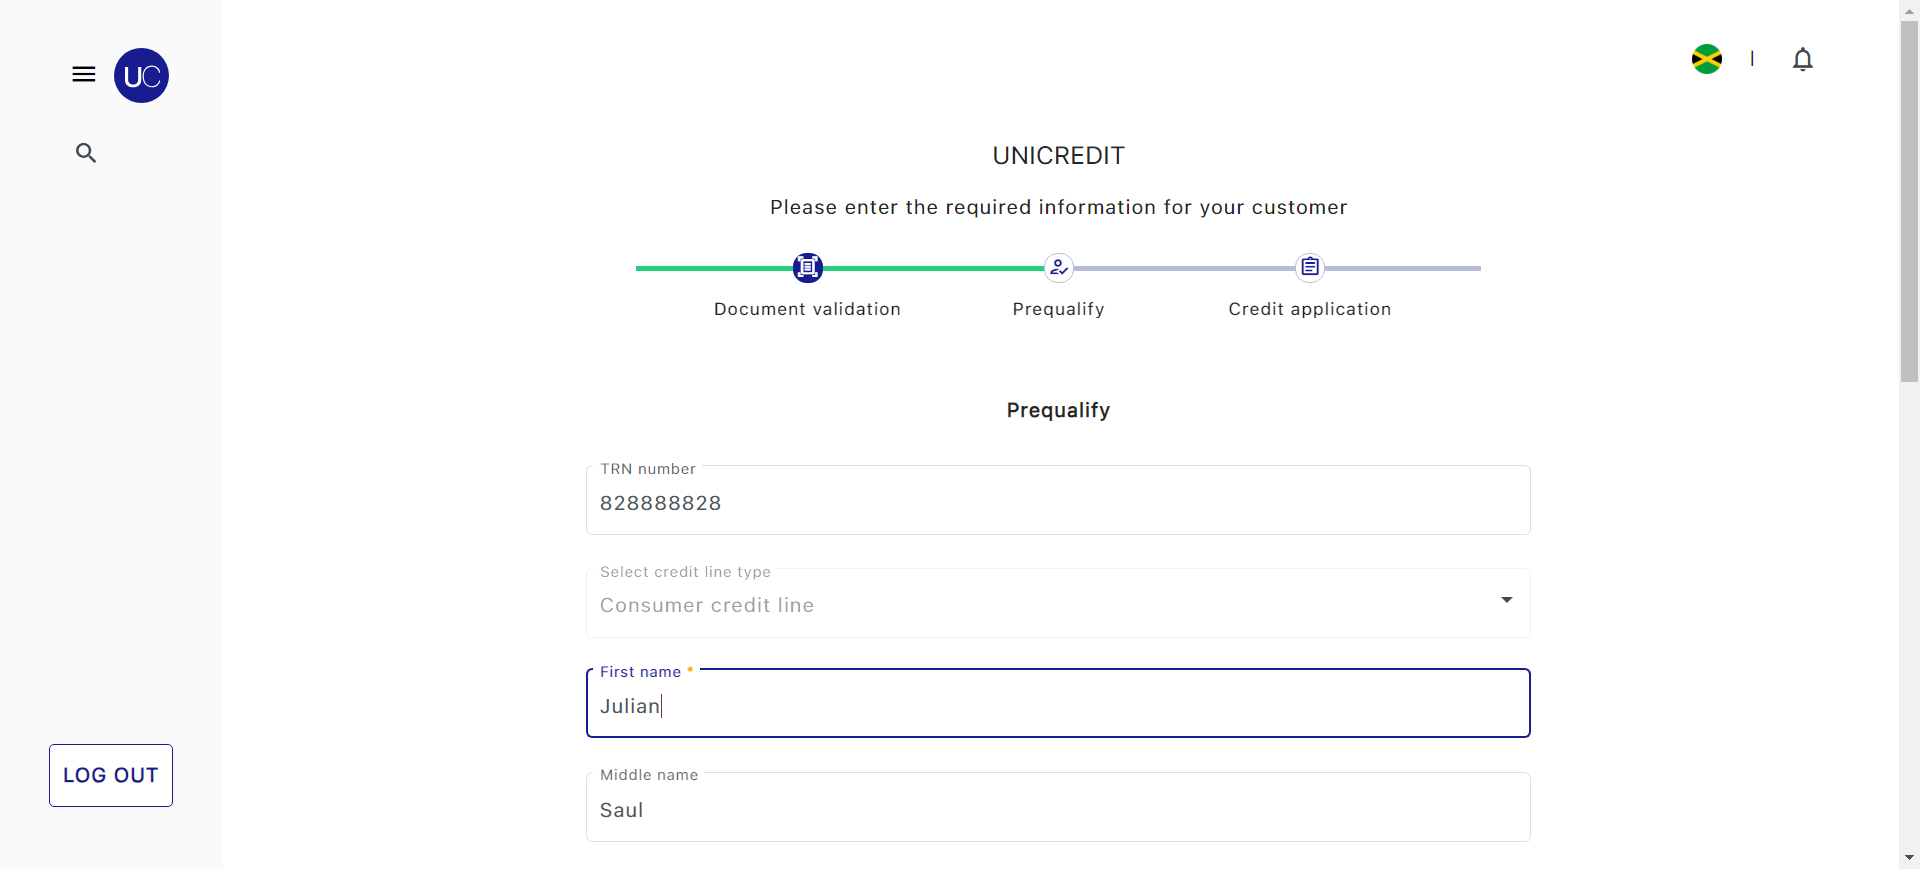 UC
UNICREDIT
Please enter the required information for your customer
Document validation
Prequalify
Credit application
Prequalify
TRN number
828888828
Select credit line type
Consumer credit line
First name *
Julian
Middle name
Saul
LOG OUT